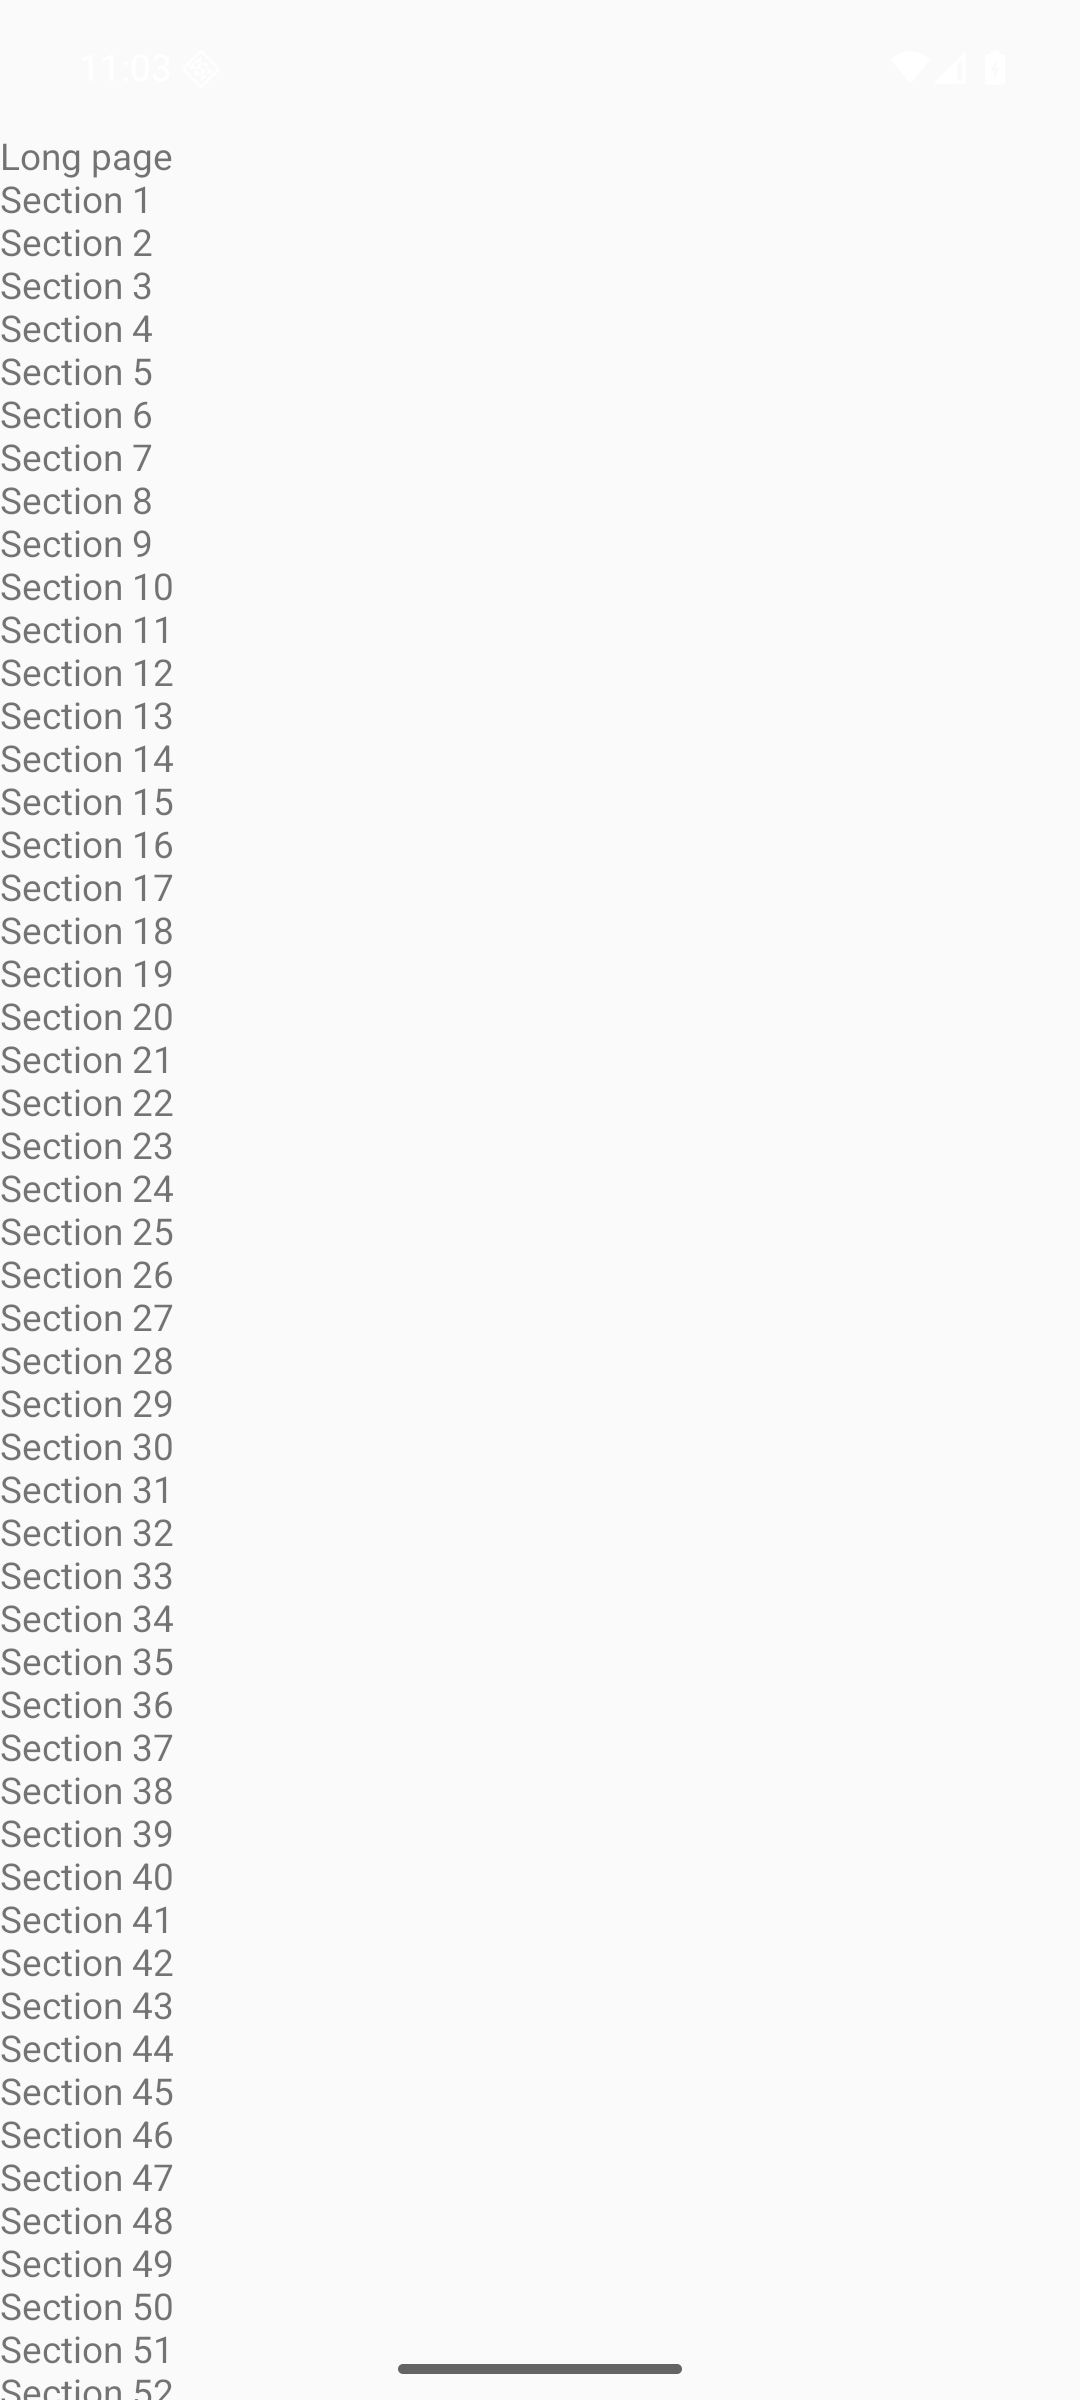 11:03
Long page
Section 1
Section 2
Section 3
Section 4
Section 5
Section 6
Section 7
Section 8
Section 9
Section 10
Section 11
Section 12
Section 13
Section 14
Section 15
Section 16
Section 17
Section 18
Section 19
Section 20
Section 21
Section 22
Section 23
Section 24
Section 25
Section 26
Section 27
Section 28
Section 29
Section 30
Section 31
Section 32
Section 33
Section 34
Section 35
Section 36
Section 37
Section 38
Section 39
Section 40
Section 41
Section 42
Section 43
Section 44
Section 45
Section 46
Section 47
Section 48
Section 49
Section 50
Section 51
Section 52